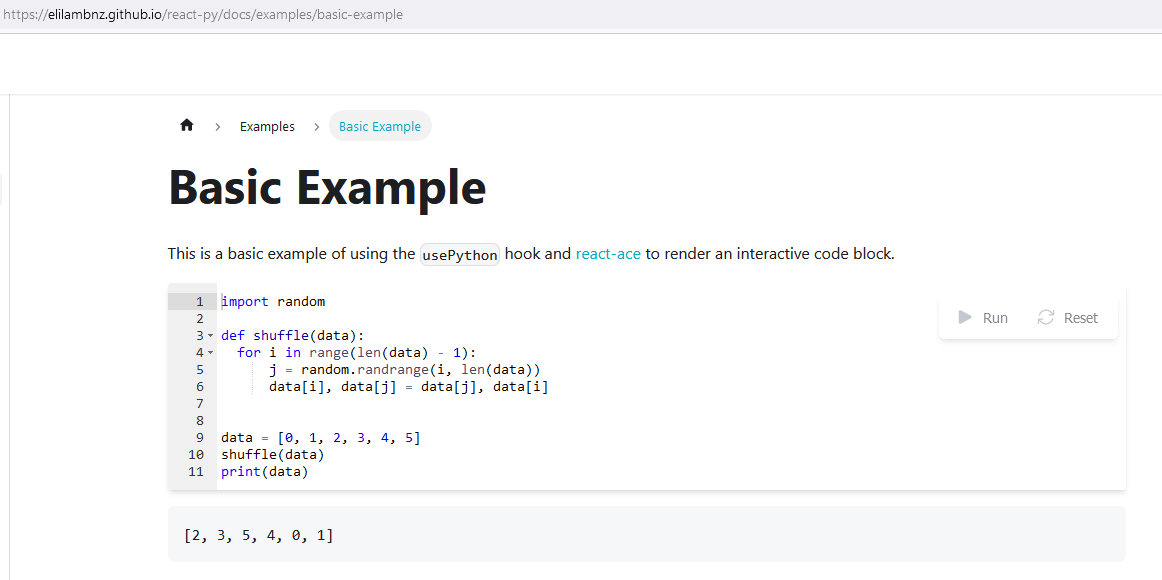 https://elilambnz.github.io/react-py/docs/examples/basic-example
Examples > Basic Example
Basic Example
This is a basic example of using the usePython hook and react-ace to render an interactive code block.
Run Reset
1 import random
2
3 def shuffle(data):
4   for i in range(len(data) - 1):
5       j = random.randrange(i, len(data))
6       data[i], data[j] = data[j], data[i]
7
8
9 data = [0, 1, 2, 3, 4, 5]
10 shuffle(data)
11 print(data)
[2, 3, 5, 4, 0, 1]